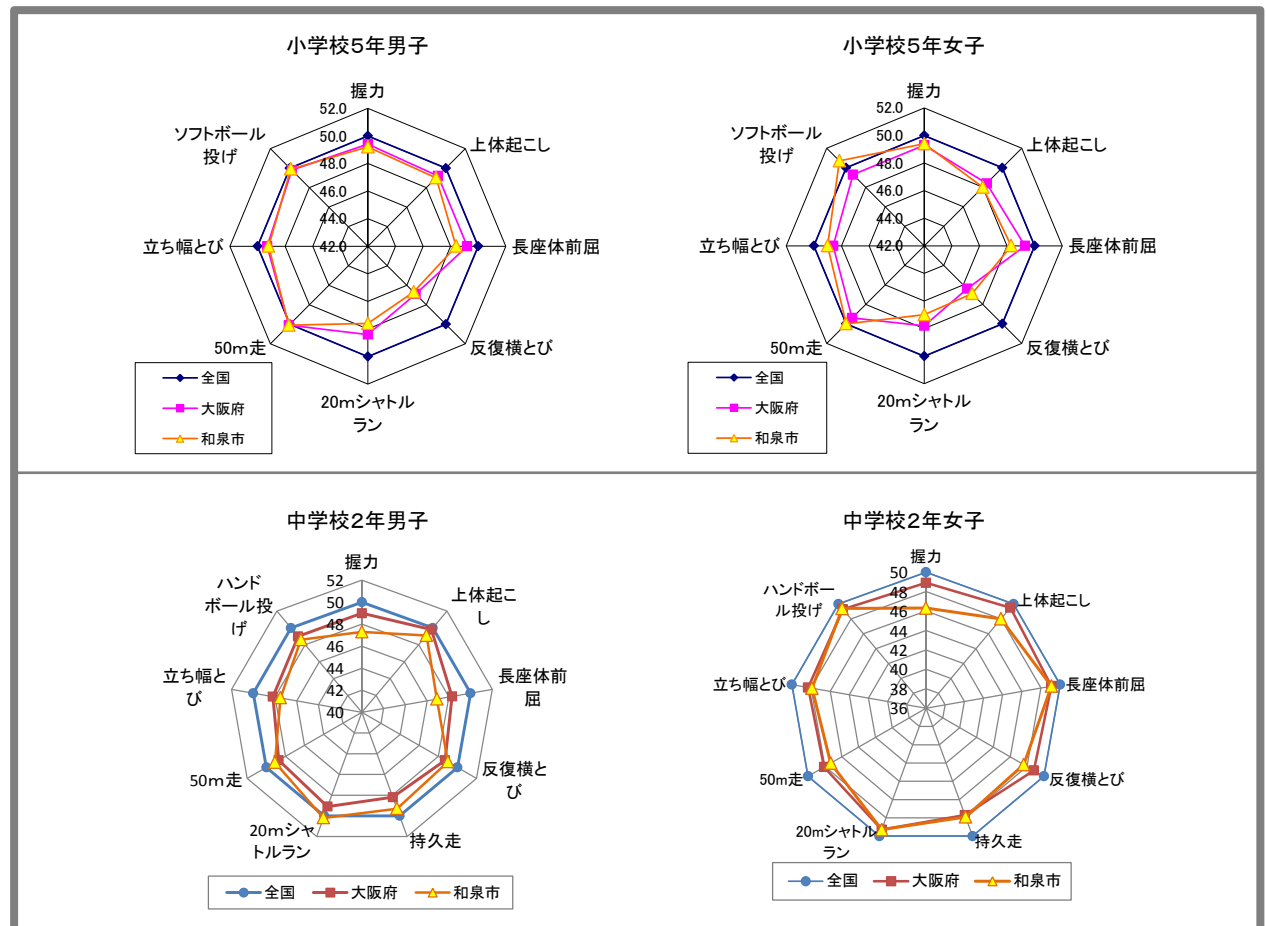 小学校5年男子
握力
52.0
50.0
48.0
46.0
44.0
42.0
上体起こし
長座体前屈
反復横とび
20mシャトル
ラン
50m走
立ち幅とび
ソフトボール
投げ
全国
大阪府
和泉市
小学校5年女子
握力
52.0
50.0
48.0
46.0
44.0
42.0
上体起こし
長座体前屈
反復横とび
20mシャトル
ラン
50m走
立ち幅とび
ソフトボール
投げ
全国
大阪府
和泉市
中学校2年男子
握力
52
50
48
46
44
42
40
上体起こ
し
長座体前
屈
反復横と
び
持久走
20mシャ
トルラン
50m走
立ち幅と
び
ハンド
ボール投
げ
全国
大阪府
和泉市
中学校2年女子
握力
50
48
46
44
42
40
38
36
上体起こし
長座体前屈
反復横とび
持久走
20mシャトル
ラン
50m走
立ち幅とび
ハンドボー
ル投げ
全国
大阪府
和泉市